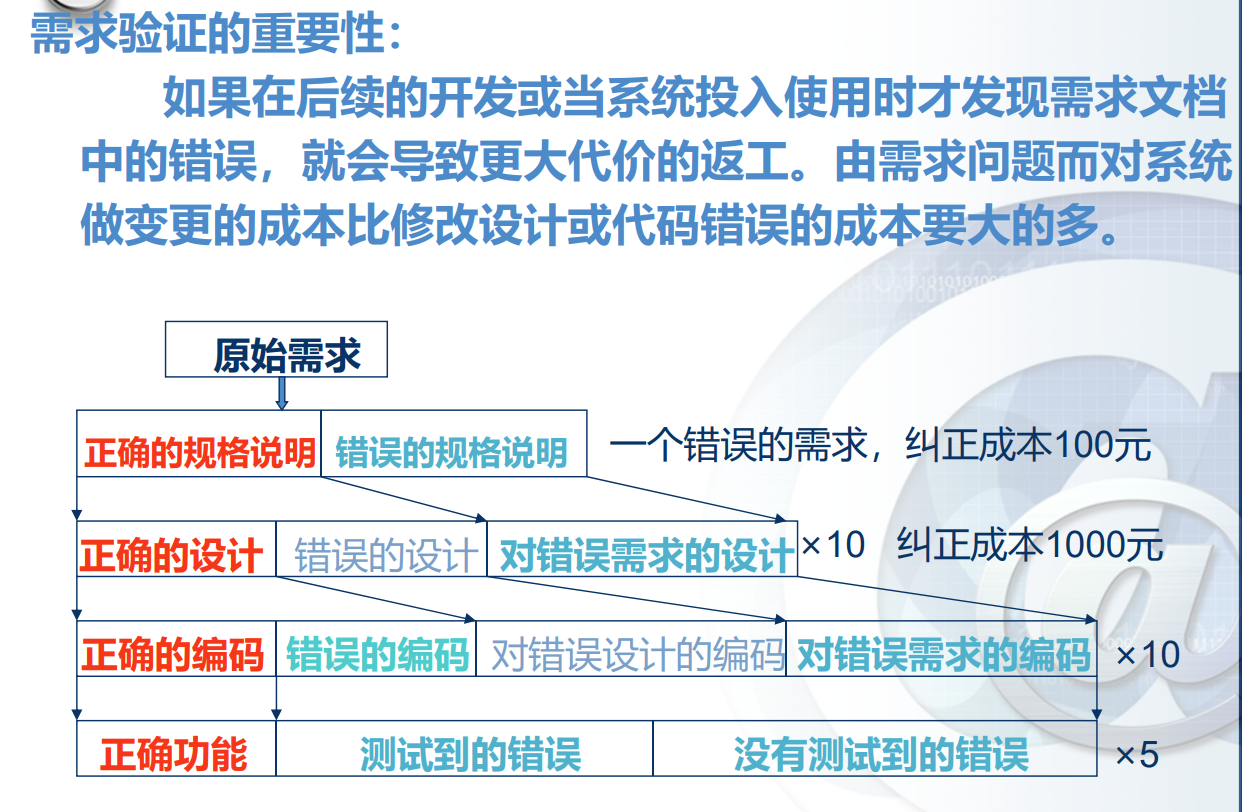 需求验证的重要性：
如果在后续的开发或当系统投入使用时才发现需求文档
中的错误，就会导致更大代价的返工。由需求问题而对系统
做变更的成本比修改设计或代码错误的成本要大的多。
原始需求
正确的规格说明 错误的规格说明 一个错误的需求，纠正成本100元
正确的设计 错误的设计 对错误需求的设计 ×10 纠正成本1000元
正确的编码 错误的编码 对错误设计的编码 对错误需求的编码 ×10
正确功能 测试到的错误 没有测试到的错误 ×5